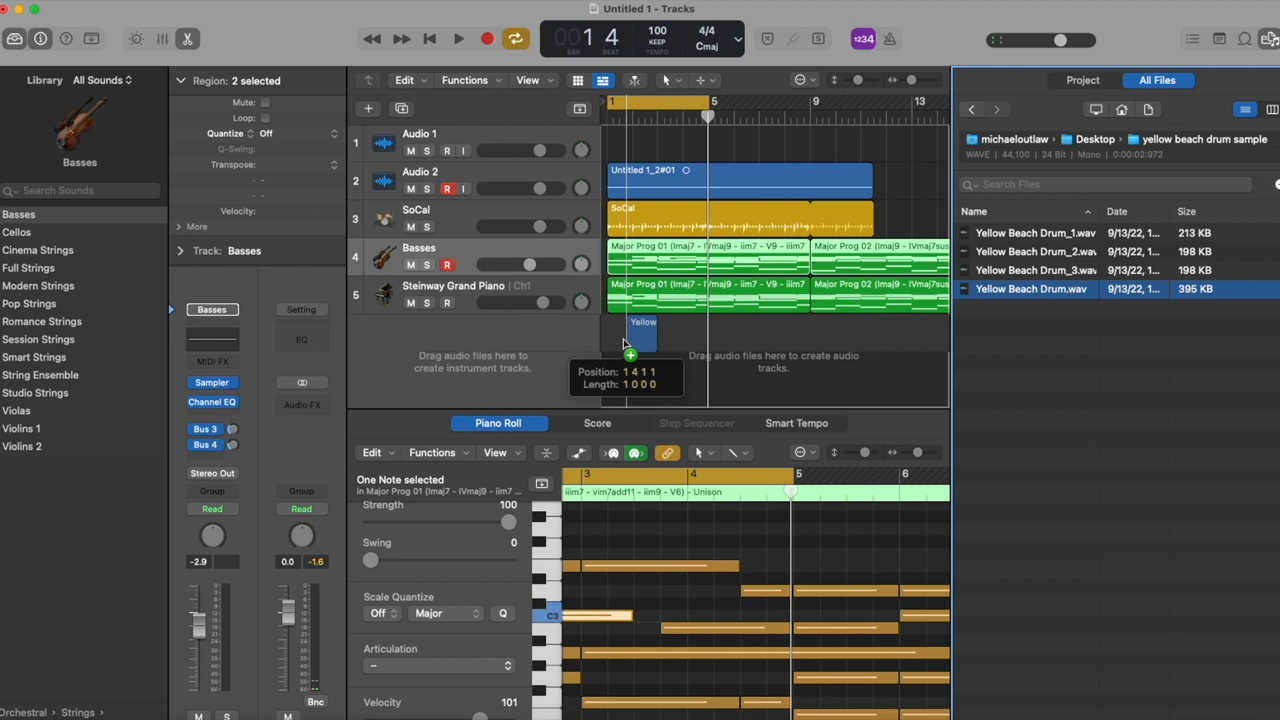 Untitled 1 - Tracks
001 4
BAR BEAT
100
KEEP
TEMPO
4/4
Cmaj
1234
Library All Sounds
Basses
Search Sounds
Basses
Cellos
Cinema Strings
Full Strings
Modern Strings
Pop Strings
Romance Strings
Session Strings
Smart Strings
String Ensemble
Studio Strings
Violas
Violins 1
Violins 2
Orchestral Strings
Region: 2 selected
Mute:
Loop:
Quantize Off
Q-Swing:
Transpose:
Velocity:
More
Track: Basses
Basses
Setting
EQ
MIDI FX
Sampler
Channel EQ
Audio FX
Bus 3
Bus 4
Stereo Out
Group
Group
Read
Read
-2.9
0.0 -1.6
Bnc
M S
M
Edit Functions View
1 5 9 13
1 Audio 1
M S R I
2 Audio 2
M S R I
Untitled 1_2#01
3 SoCal
M S
SoCal
4 Basses
M S R
Major Prog 01 (Imaj7 - IVmaj9 - iim7 - V9 - iiim7
Major Prog 02 (Imaj9 - IVmaj7sus
5 Steinway Grand Piano | Ch1
M S R
Major Prog 01 (Imaj7 - IVmaj9 - iim7 - V9 - iiim7
Major Prog 02 (Imaj9 - IVmaj7sus
Yellow
Drag audio files here to
create instrument tracks.
Drag audio files here to create audio
tracks.
Position: 1 4 1 1
Length: 1 0 0 0
Piano Roll Score Step Sequencer Smart Tempo
Edit Functions View
One Note selected
in Major Prog 01 (Imaj7 - IVmaj9 - iim7 ...
3 4 5 6
iiim7 - vim7add11 - iim9 - V6) - Unison
Strength 100
Swing 0
Scale Quantize
Off Major Q
Articulation
–
Velocity 101
C3
Project All Files
michaeloutlaw Desktop yellow beach drum sample
WAVE | 44,100 | 24 Bit | Mono | 0:00:02:972
Search Files
Name Date Size
Yellow Beach Drum_1.wav 9/13/22, 1... 213 KB
Yellow Beach Drum_2.wav 9/13/22, 1... 198 KB
Yellow Beach Drum_3.wav 9/13/22, 1... 198 KB
Yellow Beach Drum.wav 9/13/22, 1... 395 KB